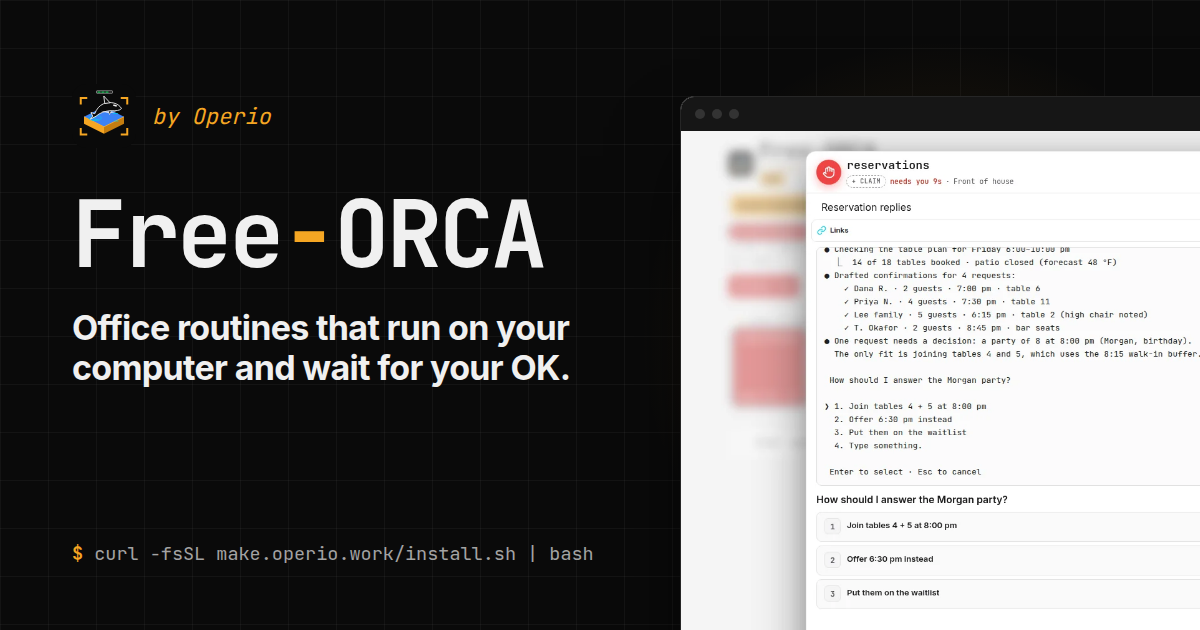 by Operio
Free-ORCA
Office routines that run on your
computer and wait for your OK.
$ curl -fsSL make.operio.work/install.sh | bash
reservations
+ CLAIM needs you 9s · Front of house
Reservation replies
Links
● Checking the table plan for Friday 6:00–10:00 pm
⎣ 14 of 18 tables booked · patio closed (forecast 48 °F)
● Drafted confirmations for 4 requests:
✓ Dana R. · 2 guests · 7:00 pm · table 6
✓ Priya N. · 4 guests · 7:30 pm · table 11
✓ Lee family · 5 guests · 6:15 pm · table 2 (high chair noted)
✓ T. Okafor · 2 guests · 8:45 pm · bar seats
● One request needs a decision: a party of 8 at 8:00 pm (Morgan, birthday).
The only fit is joining tables 4 and 5, which uses the 8:15 walk-in buffer.
How should I answer the Morgan party?
❯ 1. Join tables 4 + 5 at 8:00 pm
2. Offer 6:30 pm instead
3. Put them on the waitlist
4. Type something.
Enter to select · Esc to cancel
How should I answer the Morgan party?
1 Join tables 4 + 5 at 8:00 pm
2 Offer 6:30 pm instead
3 Put them on the waitlist